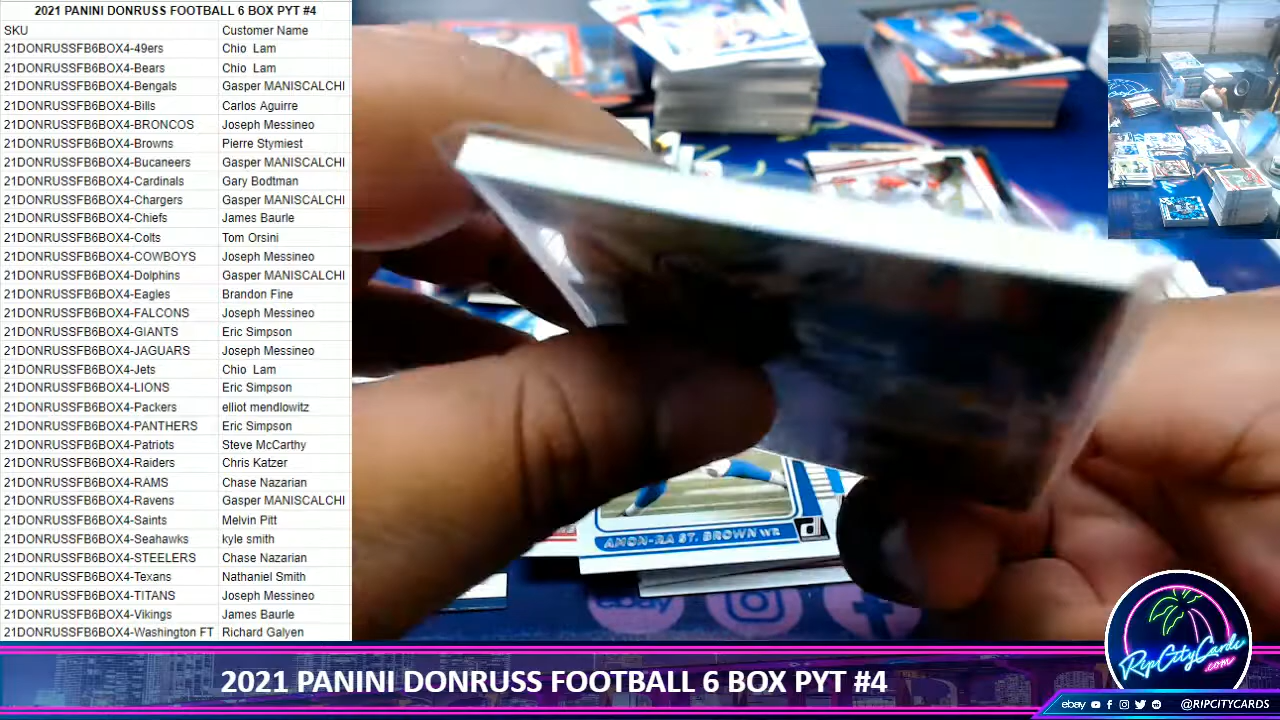 2021 PANINI DONRUSS FOOTBALL 6 BOX PYT #4
SKU Customer Name
21DONRUSSFB6BOX4-49ers Chio Lam
21DONRUSSFB6BOX4-Bears Chio Lam
21DONRUSSFB6BOX4-Bengals Gasper MANISCALCHI
21DONRUSSFB6BOX4-Bills Carlos Aguirre
21DONRUSSFB6BOX4-BRONCOS Joseph Messineo
21DONRUSSFB6BOX4-Browns Pierre Stymiest
21DONRUSSFB6BOX4-Bucaneers Gasper MANISCALCHI
21DONRUSSFB6BOX4-Cardinals Gary Bodtman
21DONRUSSFB6BOX4-Chargers Gasper MANISCALCHI
21DONRUSSFB6BOX4-Chiefs James Baurle
21DONRUSSFB6BOX4-Colts Tom Orsini
21DONRUSSFB6BOX4-COWBOYS Joseph Messineo
21DONRUSSFB6BOX4-Dolphins Gasper MANISCALCHI
21DONRUSSFB6BOX4-Eagles Brandon Fine
21DONRUSSFB6BOX4-FALCONS Joseph Messineo
21DONRUSSFB6BOX4-GIANTS Eric Simpson
21DONRUSSFB6BOX4-JAGUARS Joseph Messineo
21DONRUSSFB6BOX4-Jets Chio Lam
21DONRUSSFB6BOX4-LIONS Eric Simpson
21DONRUSSFB6BOX4-Packers elliot mendlowitz
21DONRUSSFB6BOX4-PANTHERS Eric Simpson
21DONRUSSFB6BOX4-Patriots Steve McCarthy
21DONRUSSFB6BOX4-Raiders Chris Katzer
21DONRUSSFB6BOX4-RAMS Chase Nazarian
21DONRUSSFB6BOX4-Ravens Gasper MANISCALCHI
21DONRUSSFB6BOX4-Saints Melvin Pitt
21DONRUSSFB6BOX4-Seahawks kyle smith
21DONRUSSFB6BOX4-STEELERS Chase Nazarian
21DONRUSSFB6BOX4-Texans Nathaniel Smith
21DONRUSSFB6BOX4-TITANS Joseph Messineo
21DONRUSSFB6BOX4-Vikings James Baurle
21DONRUSSFB6BOX4-Washington FT Richard Galyen
AMON-RA ST. BROWN WR
d
ebay
RipCityCards
.com
2021 PANINI DONRUSS FOOTBALL 6 BOX PYT #4
ebay @RIPCITYCARDS